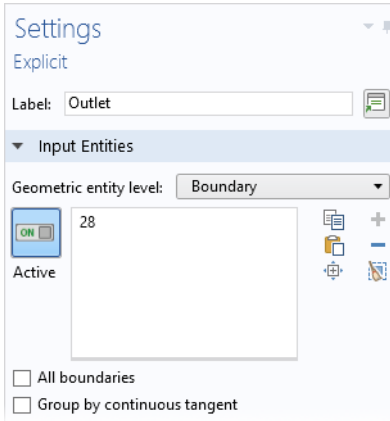 Settings
Explicit
Label: Outlet
Input Entities
Geometric entity level: Boundary
ON
28
Active
All boundaries
Group by continuous tangent